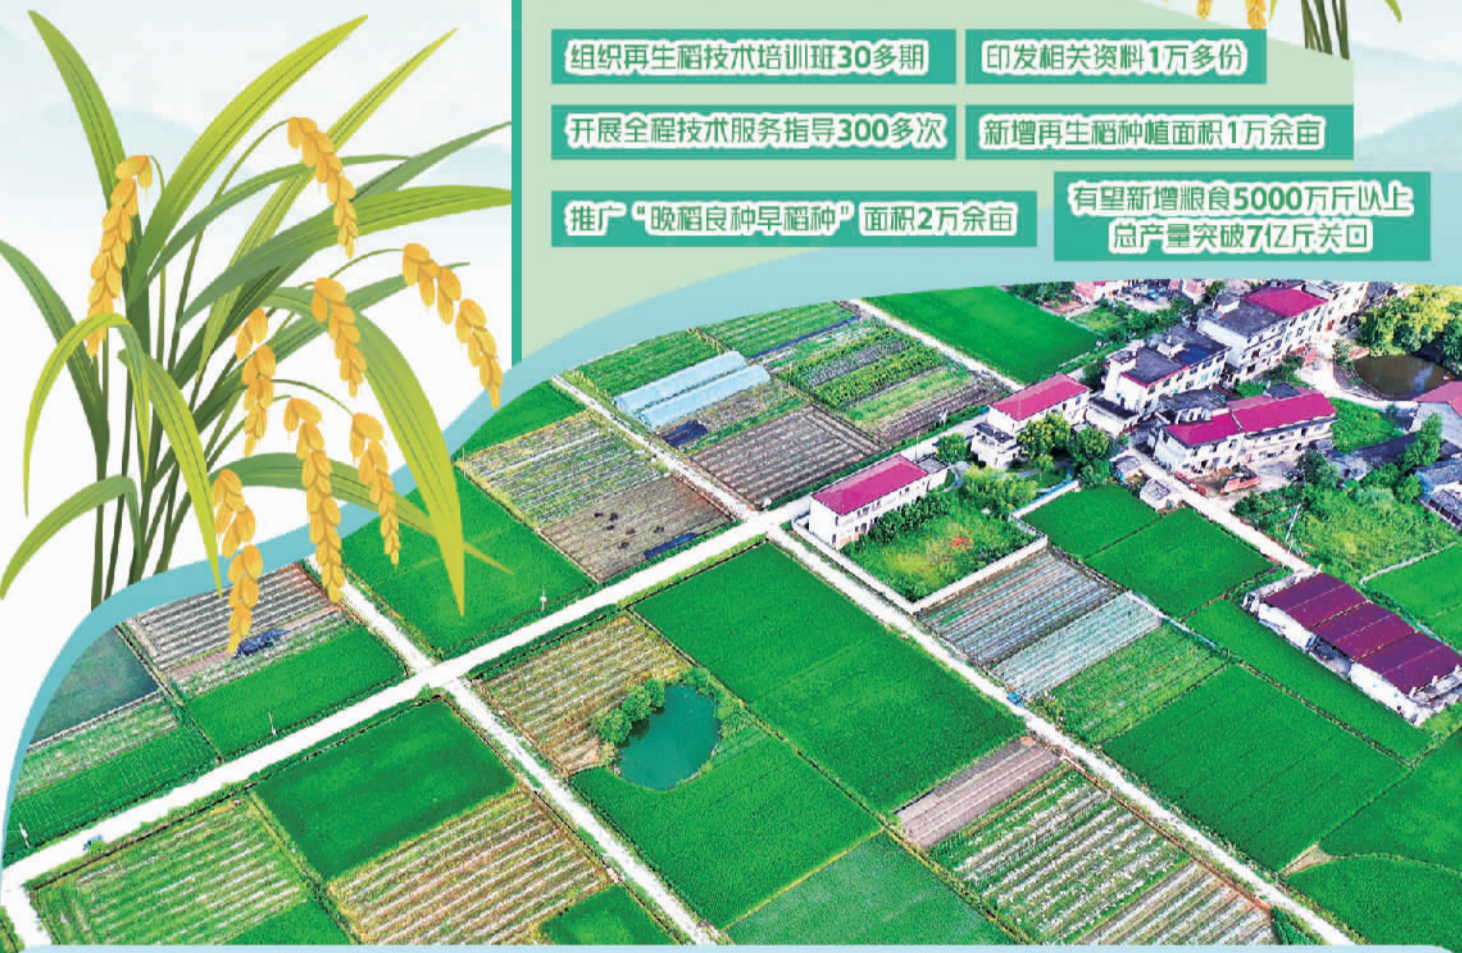 组织再生稻技术培训班30多期
印发相关资料1万多份
开展全程技术服务指导300多次
新增再生稻种植面积1万余亩
推广“晚稻良种早稻种”面积2万余亩
有望新增粮食5000万斤以上
总产量突破7亿斤关口